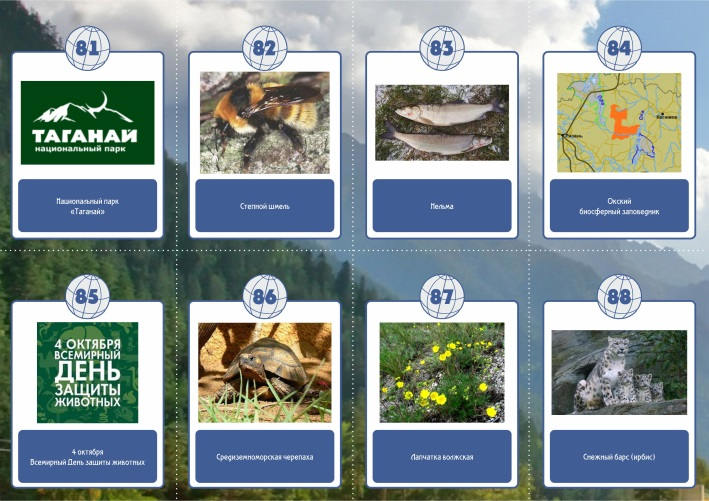 81
ТАГАНАЙ
национальный парк
Национальный парк
«Таганай»
82
Степной шмель
83
Нельма
84
Рязань
Касимов
Окский
биосферный заповедник
85
4 ОКТЯБРЯ
ВСЕМИРНЫЙ
ДЕНЬ
ЗАЩИТЫ
ЖИВОТНЫХ
4 октября
Всемирный День защиты животных
86
Средиземноморская черепаха
87
Лапчатка волжская
88
Снежный барс (ирбис)